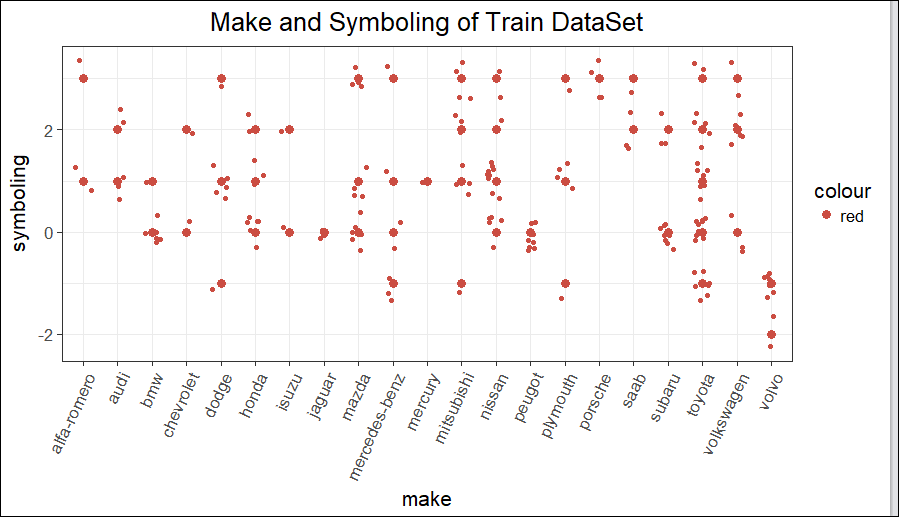 Make and Symboling of Train DataSet
symboling
2
0
-2
alfa-romero
audi
bmw
chevrolet
dodge
honda
isuzu
jaguar
mazda
mercedes-benz
mercury
mitsubishi
nissan
peugot
plymouth
porsche
saab
subaru
toyota
volkswagen
volvo
make
colour
red